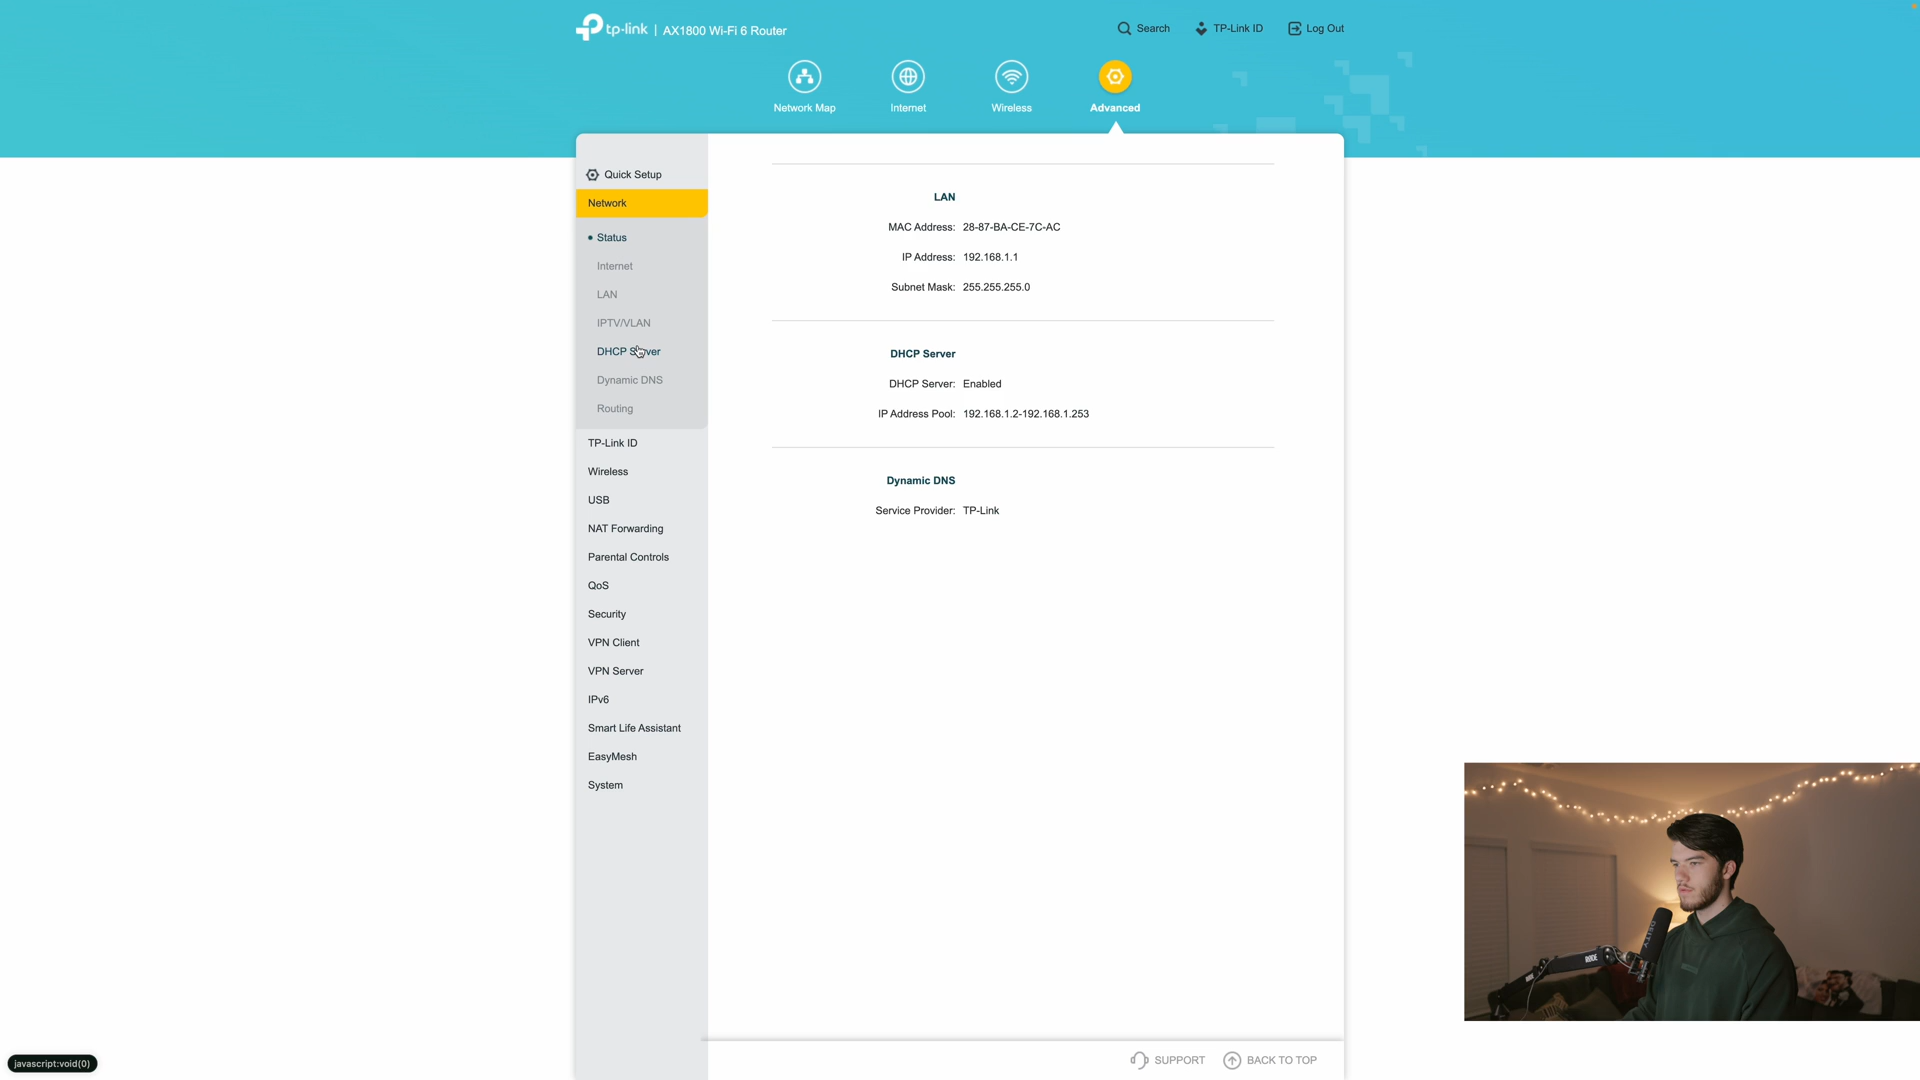 tp-link | AX1800 Wi-Fi 6 Router
Search
TP-Link ID
Log Out
Network Map
Internet
Wireless
Advanced
Quick Setup
Network
Status
Internet
LAN
IPTV/VLAN
DHCP Server
Dynamic DNS
Routing
TP-Link ID
Wireless
USB
NAT Forwarding
Parental Controls
QoS
Security
VPN Client
VPN Server
IPv6
Smart Life Assistant
EasyMesh
System
LAN
MAC Address: 28-87-BA-CE-7C-AC
IP Address: 192.168.1.1
Subnet Mask: 255.255.255.0
DHCP Server
DHCP Server: Enabled
IP Address Pool: 192.168.1.2-192.168.1.253
Dynamic DNS
Service Provider: TP-Link
DEITY
RØDE
SUPPORT
BACK TO TOP
javascript:void(0)